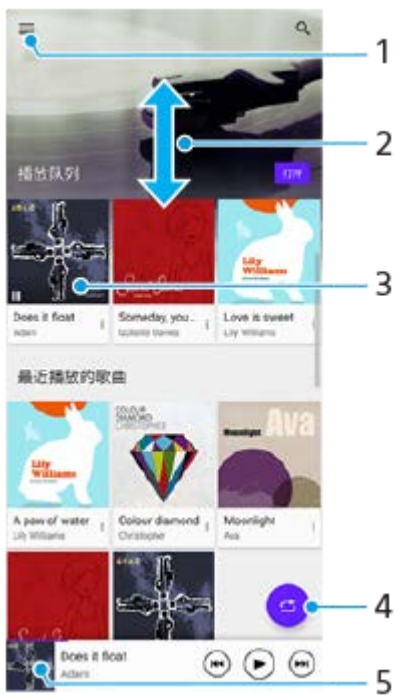 1
2
播放队列
打开
3
Does it float
Adam
Someday, you..
Love is sweet
Lily Williams
最近播放的歌曲
Lily
Williams
COLOUR
DIAMOND
CHRISTOPHER
Moonlight
Ava
A paw of water
Lily Williams
Colour diamond
Christopher
Moonlight
Ava
4
Does it float
Adam
5